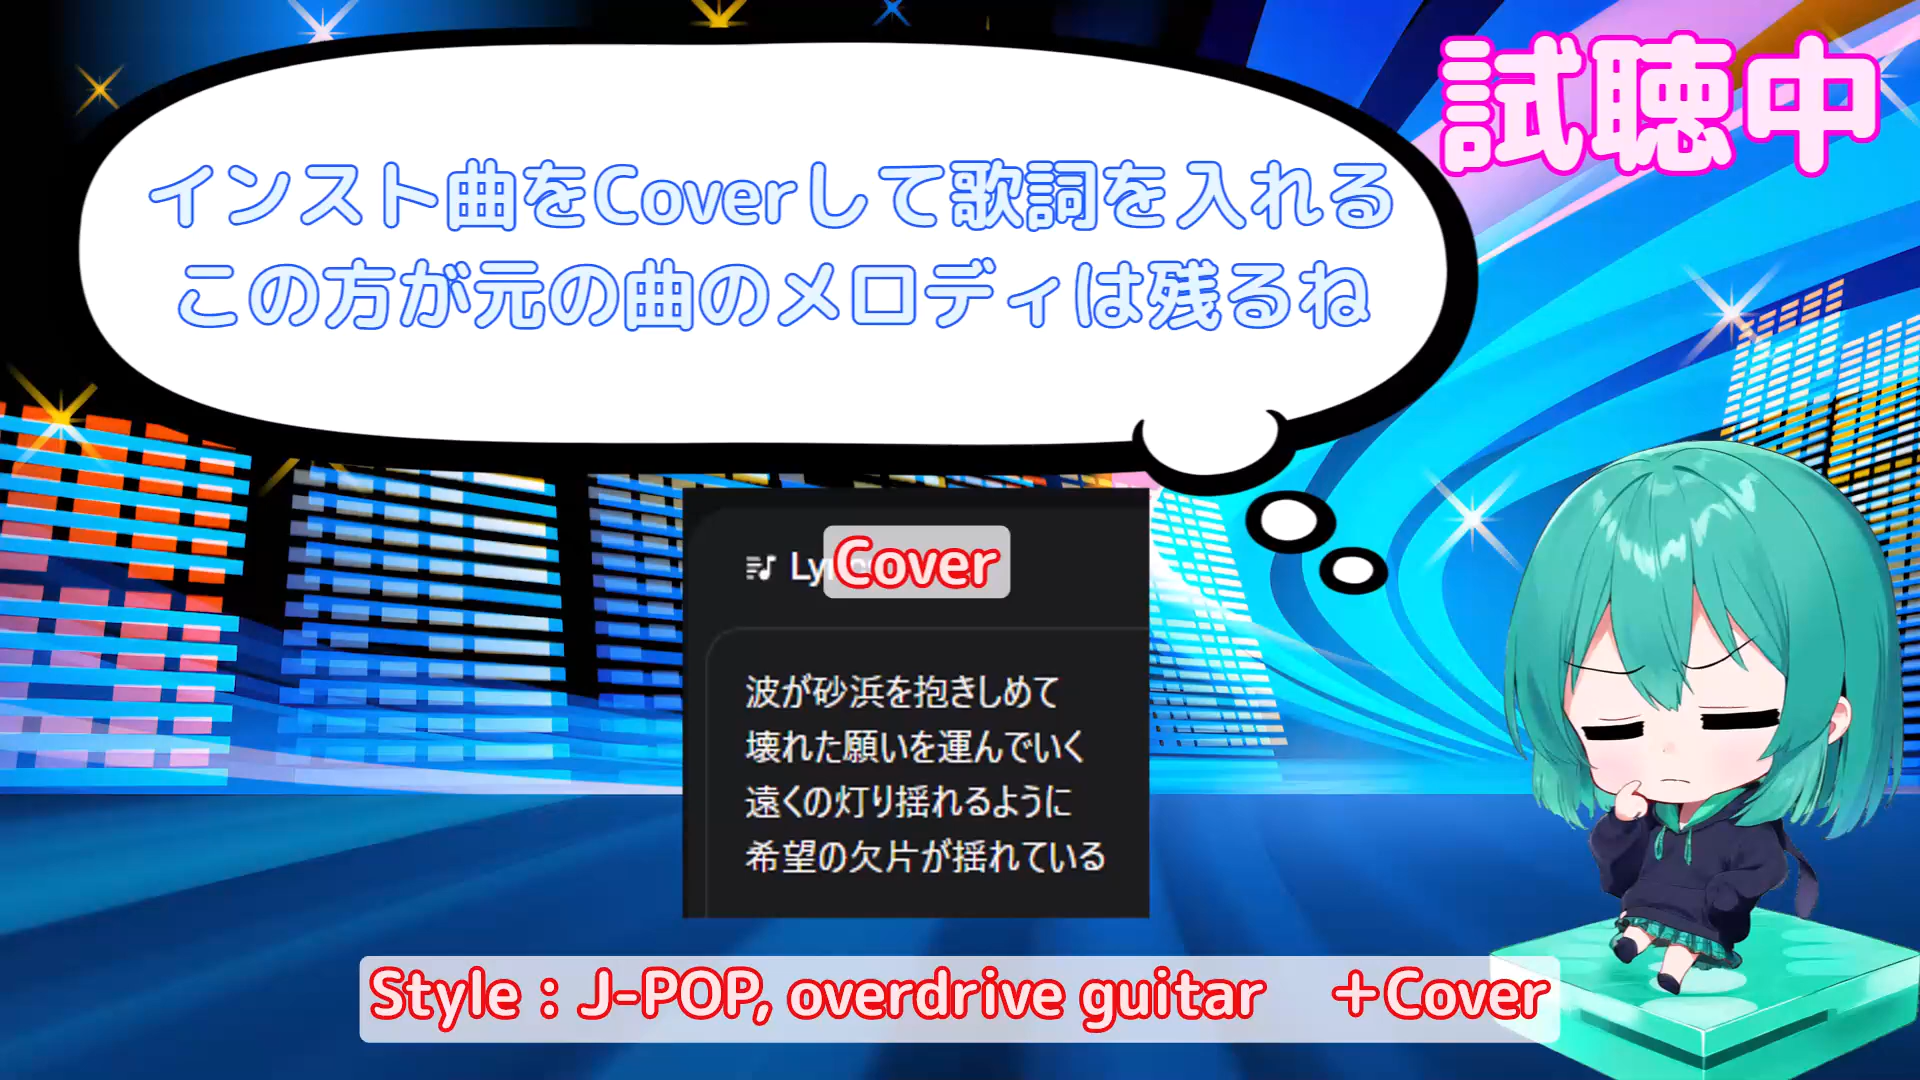 試聴中
インスト曲をCoverして歌詞を入れる
この方が元の曲のメロディは残るね
Cover
波が砂浜を抱きしめて
壊れた願いを運んでいく
遠くの灯り揺れるように
希望の欠片が揺れている
Style：J-POP, overdrive guitar　+Cover